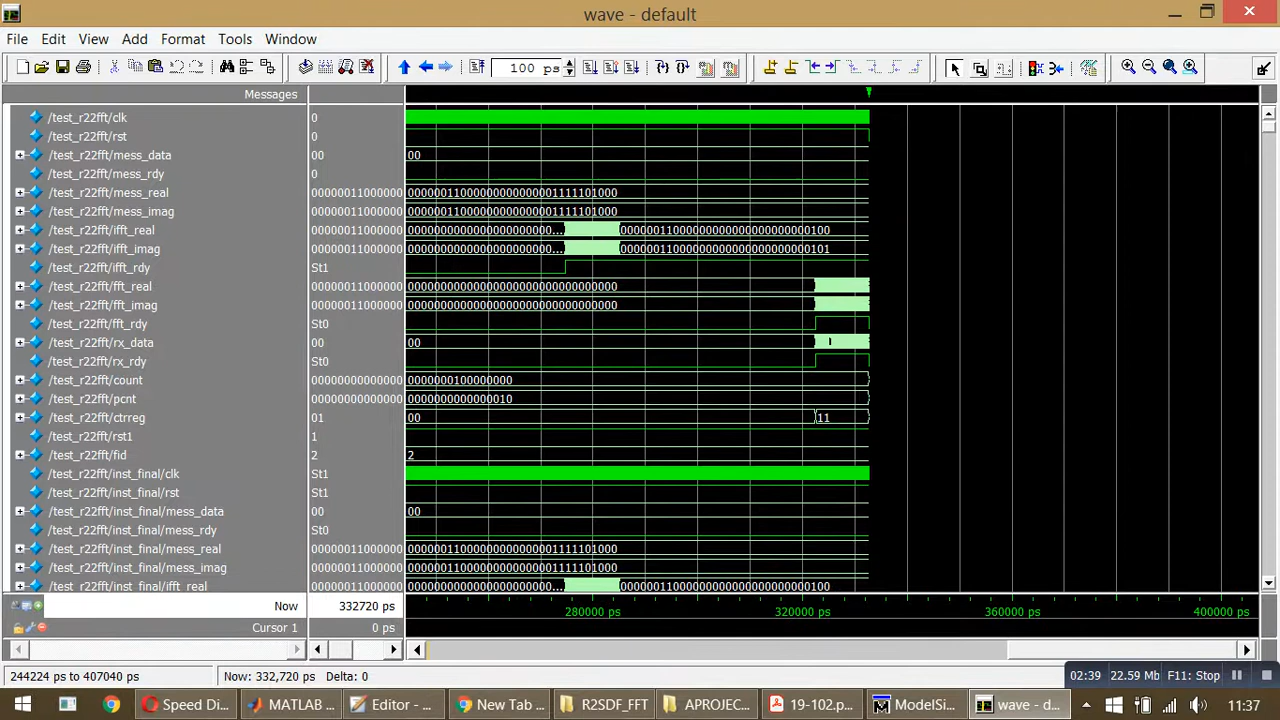 wave - default
File Edit View Add Format Tools Window
100 ps
Messages
/test_r22fft/clk 0
/test_r22fft/rst 0
/test_r22fft/mess_data 00 00
/test_r22fft/mess_rdy 0
/test_r22fft/mess_real 00000011000000 00000011000000000000001111101000
/test_r22fft/mess_imag 00000011000000 00000011000000000000001111101000
/test_r22fft/ifft_real 00000011000000 0000000000000000000000... 00000011000000000000000000000100
/test_r22fft/ifft_imag 00000011000000 0000000000000000000000... 00000011000000000000000000000101
/test_r22fft/ifft_rdy St1
/test_r22fft/fft_real 00000011000000 00000000000000000000000000000000
/test_r22fft/fft_imag 00000011000000 00000000000000000000000000000000
/test_r22fft/fft_rdy St0
/test_r22fft/rx_data 00 00
/test_r22fft/rx_rdy St0
/test_r22fft/count 00000000000000 0000000100000000
/test_r22fft/pcnt 00000000000000 0000000000000010
/test_r22fft/ctrreg 01 00 11
/test_r22fft/rst1 1
/test_r22fft/fid 2 2
/test_r22fft/inst_final/clk St1
/test_r22fft/inst_final/rst St1
/test_r22fft/inst_final/mess_data 00 00
/test_r22fft/inst_final/mess_rdy St0
/test_r22fft/inst_final/mess_real 00000011000000 00000011000000000000001111101000
/test_r22fft/inst_final/mess_imag 00000011000000 00000011000000000000001111101000
/test_r22fft/inst_final/ifft_real 00000011000000 0000000000000000000000... 00000011000000000000000000000100
Now 332720 ps 280000 ps 320000 ps 360000 ps 400000 ps
Cursor 1 0 ps
244224 ps to 407040 ps Now: 332,720 ps Delta: 0 02:39 22.59 MB F11: Stop
Speed Di... MATLAB Editor - ... New Tab ... R2SDF_FFT APROJEC... 19-102.p... ModelSi... wave - d... 11:37